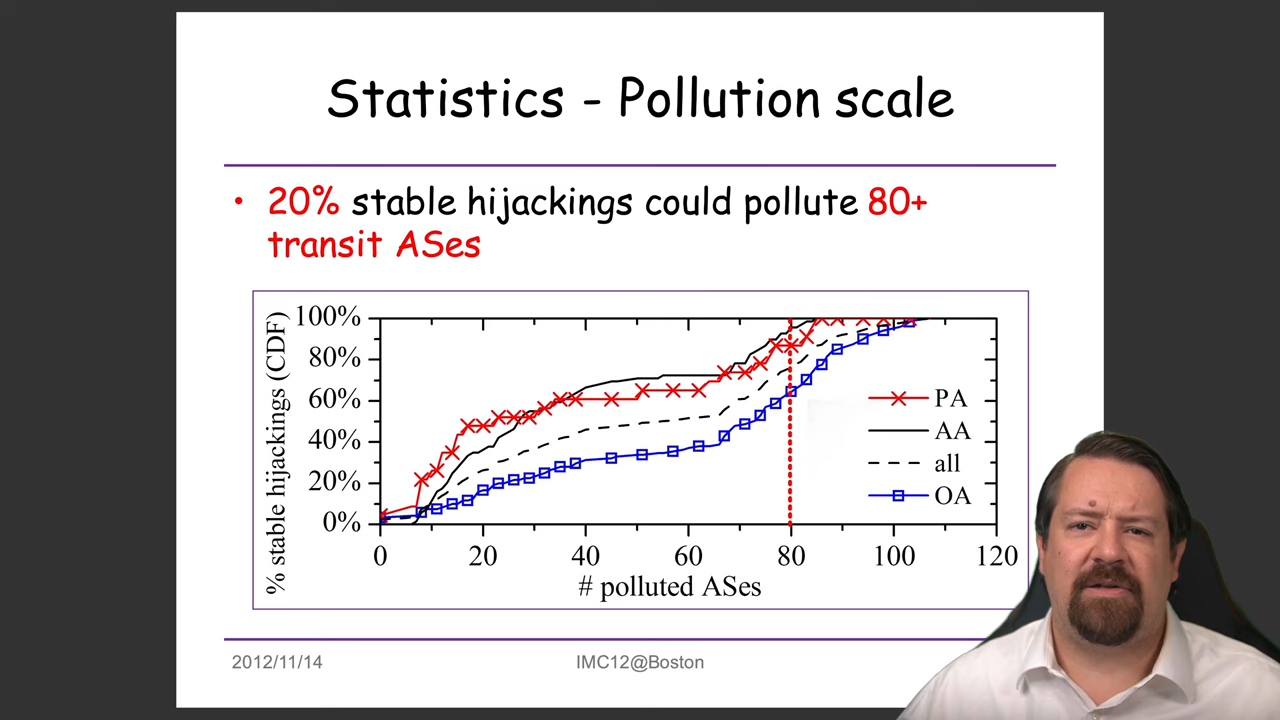 Statistics - Pollution scale
• 20% stable hijackings could pollute 80+
transit ASes
% stable hijackings (CDF)
100%
80%
60%
40%
20%
0%
PA
AA
all
OA
0 20 40 60 80 100 120
# polluted ASes
2012/11/14 IMC12@Boston